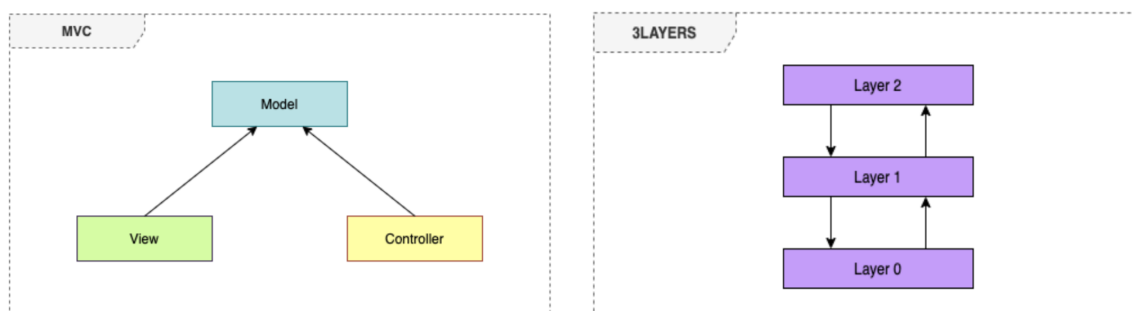 MVC
Model
View
Controller
3LAYERS
Layer 2
Layer 1
Layer 0